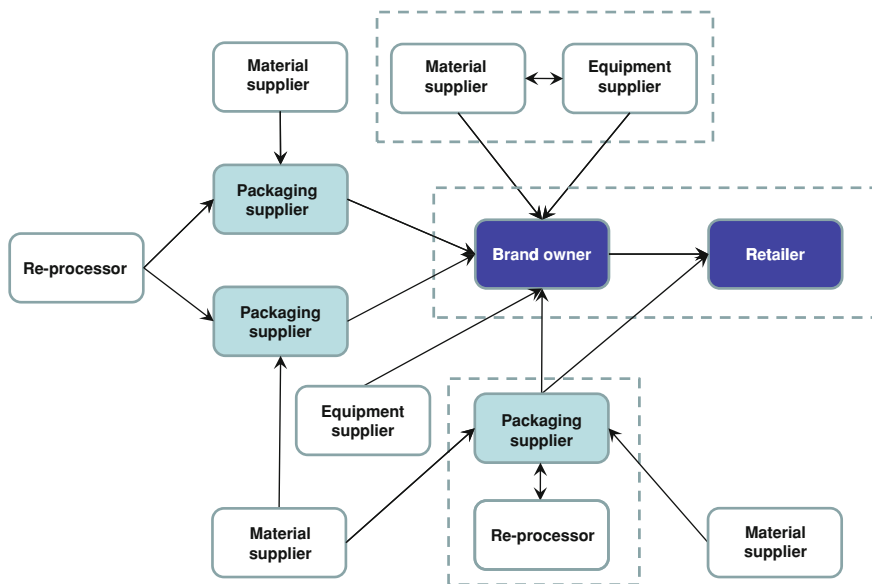 Material
supplier
Material
supplier
Equipment
supplier
Packaging
supplier
Re-processor
Brand owner
Retailer
Packaging
supplier
Equipment
supplier
Packaging
supplier
Material
supplier
Re-processor
Material
supplier